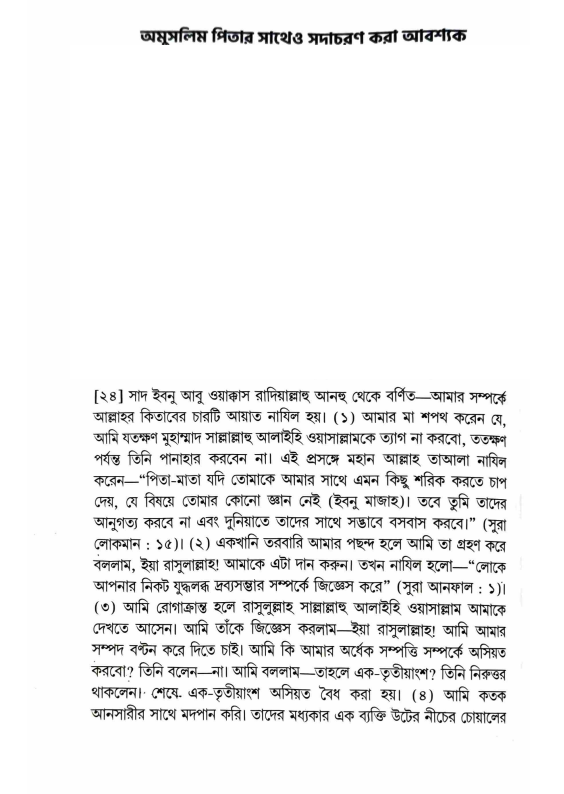 অমুসলিম পিতার সাথেও সদাচরণ করা আবশ্যক
[২৪] সাদ ইবনু আবু ওয়াক্কাস রাদিয়াল্লাহু আনহু থেকে বর্ণিত—আমার সম্পর্কে
আল্লাহর কিতাবের চারটি আয়াত নাযিল হয়। (১) আমার মা শপথ করেন যে,
আমি যতক্ষণ মুহাম্মাদ সাল্লাল্লাহু আলাইহি ওয়াসাল্লামকে ত্যাগ না করবো, ততক্ষণ
পর্যন্ত তিনি পানাহার করবেন না। এই প্রসঙ্গে মহান আল্লাহ তাআলা নাযিল
করেন—“পিতা-মাতা যদি তোমাকে আমার সাথে এমন কিছু শরিক করতে চাপ
দেয়, যে বিষয়ে তোমার কোনো জ্ঞান নেই (ইবনু মাজাহ)। তবে তুমি তাদের
আনুগত্য করবে না এবং দুনিয়াতে তাদের সাথে সদ্ভাবে বসবাস করবে।” (সুরা
লোকমান : ১৫)। (২) একখানি তরবারি আমার পছন্দ হলে আমি তা গ্রহণ করে
বললাম, ইয়া রাসুলাল্লাহ! আমাকে এটা দান করুন। তখন নাযিল হলো—“লোকে
আপনার নিকট যুদ্ধলব্ধ দ্রব্যসম্ভার সম্পর্কে জিজ্ঞেস করে” (সুরা আনফাল : ১)।
(৩) আমি রোগাক্রান্ত হলে রাসুলুল্লাহ সাল্লাল্লাহু আলাইহি ওয়াসাল্লাম আমাকে
দেখতে আসেন। আমি তাঁকে জিজ্ঞেস করলাম—ইয়া রাসুলাল্লাহ! আমি আমার
সম্পদ বণ্টন করে দিতে চাই। আমি কি আমার অর্ধেক সম্পত্তি সম্পর্কে অসিয়ত
করবো? তিনি বলেন—না। আমি বললাম—তাহলে এক-তৃতীয়াংশ? তিনি নিরুত্তর
থাকলেন। শেষে এক-তৃতীয়াংশ অসিয়ত বৈধ করা হয়। (৪) আমি কতক
আনসারীর সাথে মদপান করি। তাদের মধ্যকার এক ব্যক্তি উটের নীচের চোয়ালের